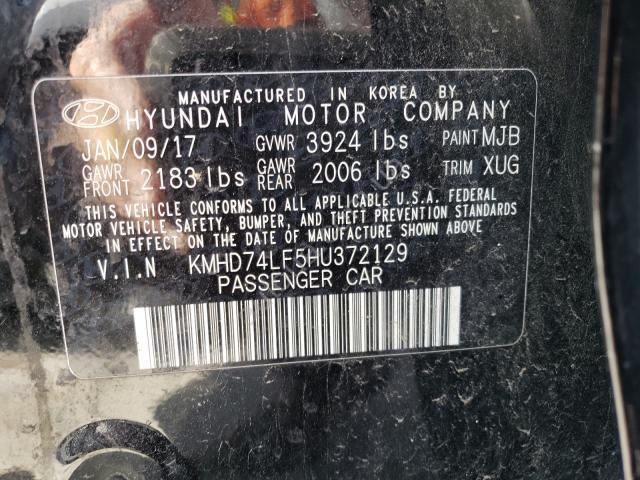 MANUFACTURED IN KOREA BY
HYUNDAI MOTOR COMPANY
JAN/09/17 GVWR 3924 lbs PAINT MJB
GAWR FRONT 2183 lbs GAWR REAR 2006 lbs TRIM XUG
THIS VEHICLE CONFORMS TO ALL APPLICABLE U.S.A. FEDERAL
MOTOR VEHICLE SAFETY, BUMPER, AND THEFT PREVENTION STANDARDS
IN EFFECT ON THE DATE OF MANUFACTURE SHOWN ABOVE.
V.I.N KMHD74LF5HU372129
PASSENGER CAR